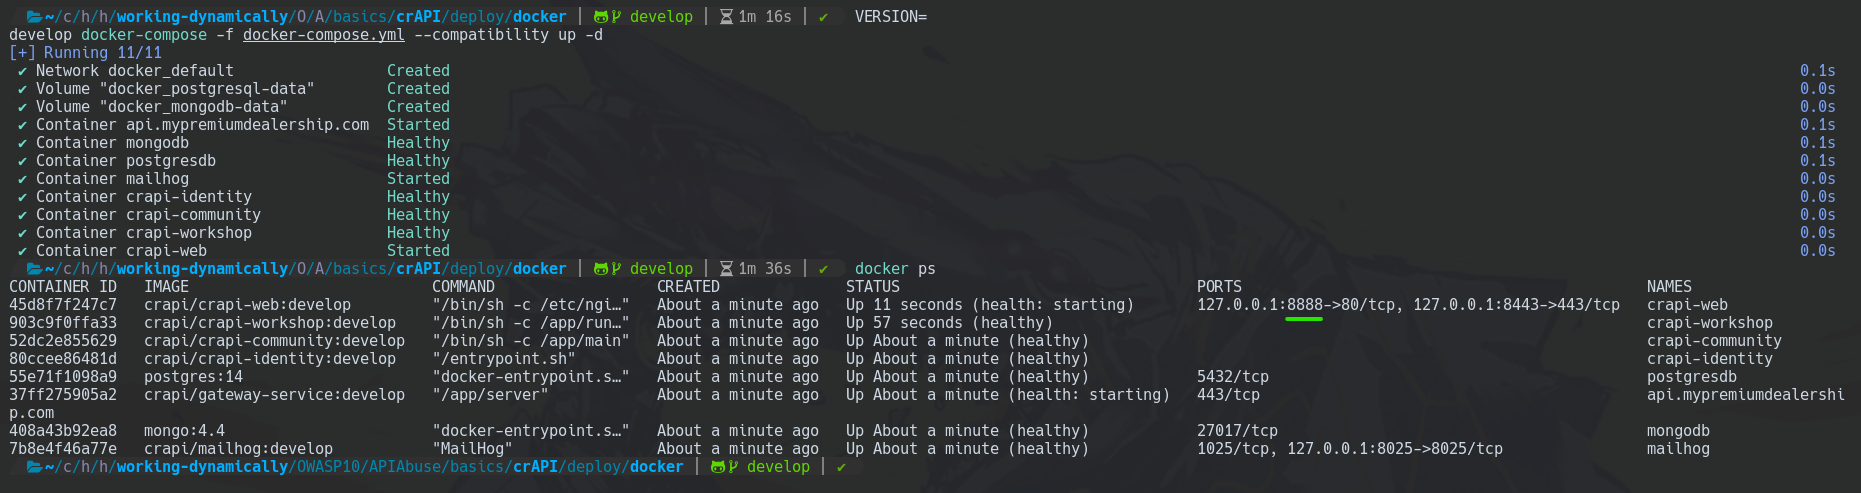 ~/c/h/h/working-dynamically/O/A/basics/crAPI/deploy/docker | develop | 1m 16s | ✔ VERSION=
develop docker-compose -f docker-compose.yml --compatibility up -d
[+] Running 11/11
✔ Network docker_default Created 0.1s
✔ Volume "docker_postgresql-data" Created 0.0s
✔ Volume "docker_mongodb-data" Created 0.0s
✔ Container api.mypremiumdealership.com Started 0.1s
✔ Container mongodb Healthy 0.1s
✔ Container postgresdb Healthy 0.1s
✔ Container mailhog Started 0.0s
✔ Container crapi-identity Healthy 0.0s
✔ Container crapi-community Healthy 0.0s
✔ Container crapi-workshop Healthy 0.0s
✔ Container crapi-web Started 0.0s
~/c/h/h/working-dynamically/O/A/basics/crAPI/deploy/docker | develop | 1m 36s | ✔ docker ps
CONTAINER ID IMAGE COMMAND CREATED STATUS PORTS NAMES
45d8f7f247c7 crapi/crapi-web:develop "/bin/sh -c /etc/ngi…" About a minute ago Up 11 seconds (health: starting) 127.0.0.1:8888->80/tcp, 127.0.0.1:8443->443/tcp crapi-web
903c9f0ffa33 crapi/crapi-workshop:develop "/bin/sh -c /app/run…" About a minute ago Up 57 seconds (healthy) crapi-workshop
52dc2e855629 crapi/crapi-community:develop "/bin/sh -c /app/main" About a minute ago Up About a minute (healthy) crapi-community
80ccee86481d crapi/crapi-identity:develop "/entrypoint.sh" About a minute ago Up About a minute (healthy) crapi-identity
55e71f1098a9 postgres:14 "docker-entrypoint.s…" About a minute ago Up About a minute (healthy) 5432/tcp postgresdb
37ff275905a2 crapi/gateway-service:develop "/app/server" About a minute ago Up About a minute (health: starting) 443/tcp api.mypremiumdealershi
p.com
408a43b92ea8 mongo:4.4 "docker-entrypoint.s…" About a minute ago Up About a minute (healthy) 27017/tcp mongodb
7b8e4f46a77e crapi/mailhog:develop "MailHog" About a minute ago Up About a minute (healthy) 1025/tcp, 127.0.0.1:8025->8025/tcp mailhog
~/c/h/h/working-dynamically/OWASP10/APIAbuse/basics/crAPI/deploy/docker | develop | ✔